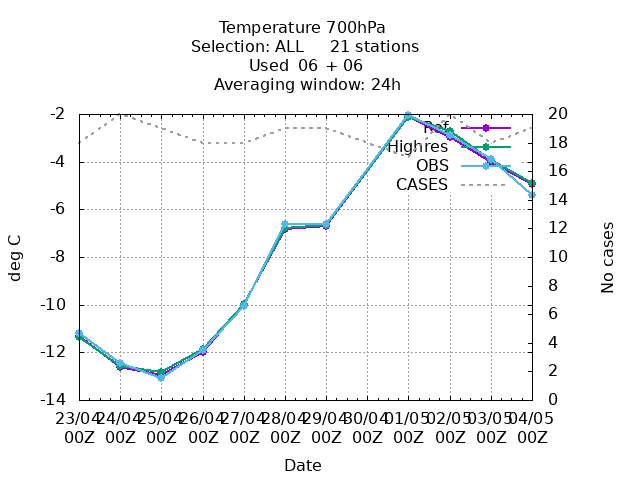 Temperature 700hPa
Selection: ALL 21 stations
Used 06 + 06
Averaging window: 24h
Ref
Highres
OBS
CASES
deg C
-2
-4
-6
-8
-10
-12
-14
20
18
16
14
12
10
8
6
4
2
0
No cases
23/04 24/04 25/04 26/04 27/04 28/04 29/04 30/04 01/05 02/05 03/05 04/05
00Z 00Z 00Z 00Z 00Z 00Z 00Z 00Z 00Z 00Z 00Z 00Z
Date